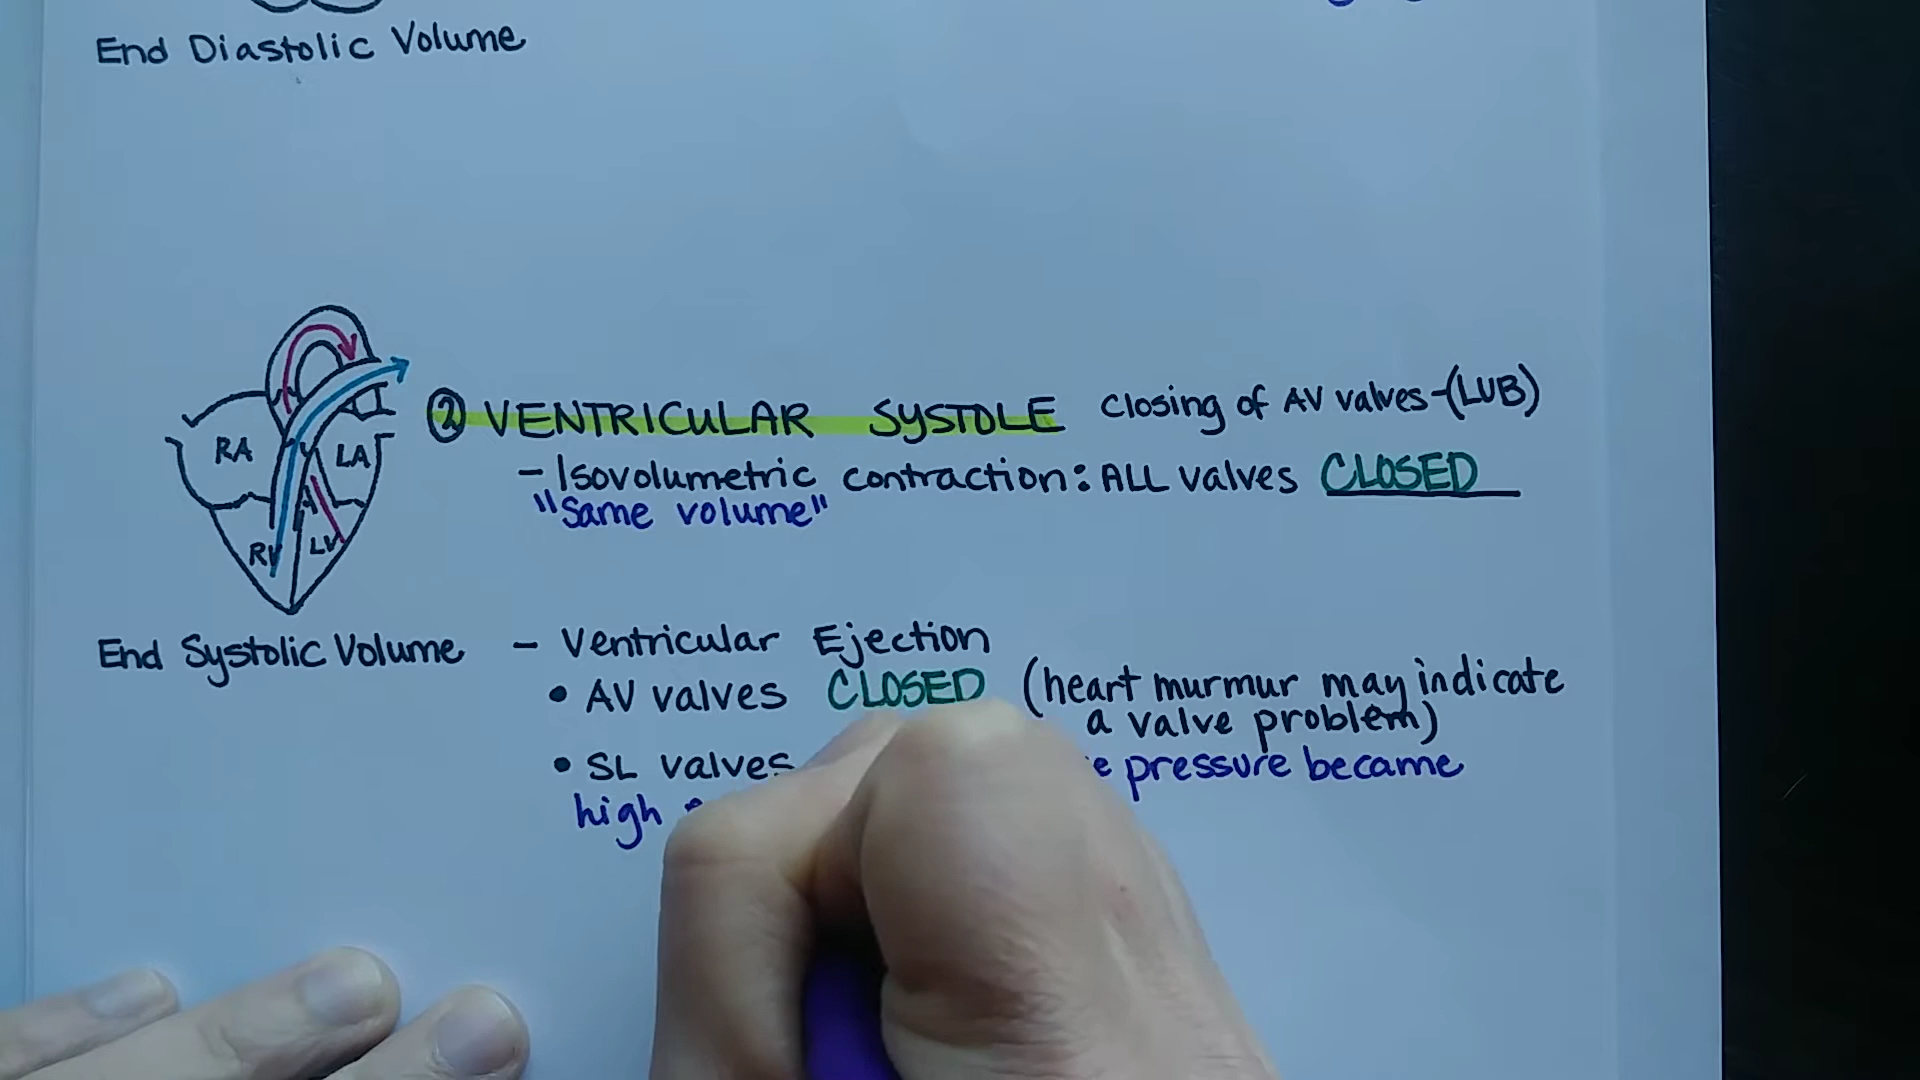 End Diastolic Volume
② VENTRICULAR SYSTOLE closing of AV valves-(LUB)
RA
LA
- Isovolumetric contraction: ALL valves CLOSED
"Same volume"
RV
LV
End Systolic Volume
- Ventricular Ejection
• AV valves CLOSED (heart murmur may indicate
a valve problem)
• SL valves pressure became
high